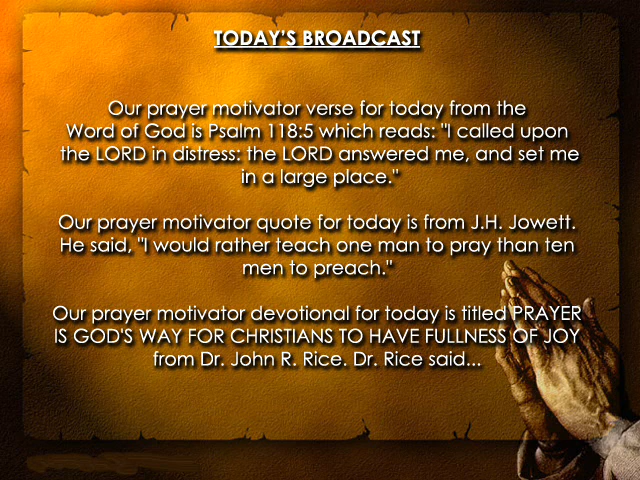 TODAY'S BROADCAST
Our prayer motivator verse for today from the
Word of God is Psalm 118:5 which reads: "I called upon
the LORD in distress: the LORD answered me, and set me
in a large place."
Our prayer motivator quote for today is from J.H. Jowett.
He said, "I would rather teach one man to pray than ten
men to preach."
Our prayer motivator devotional for today is titled PRAYER
IS GOD'S WAY FOR CHRISTIANS TO HAVE FULLNESS OF JOY
from Dr. John R. Rice. Dr. Rice said...